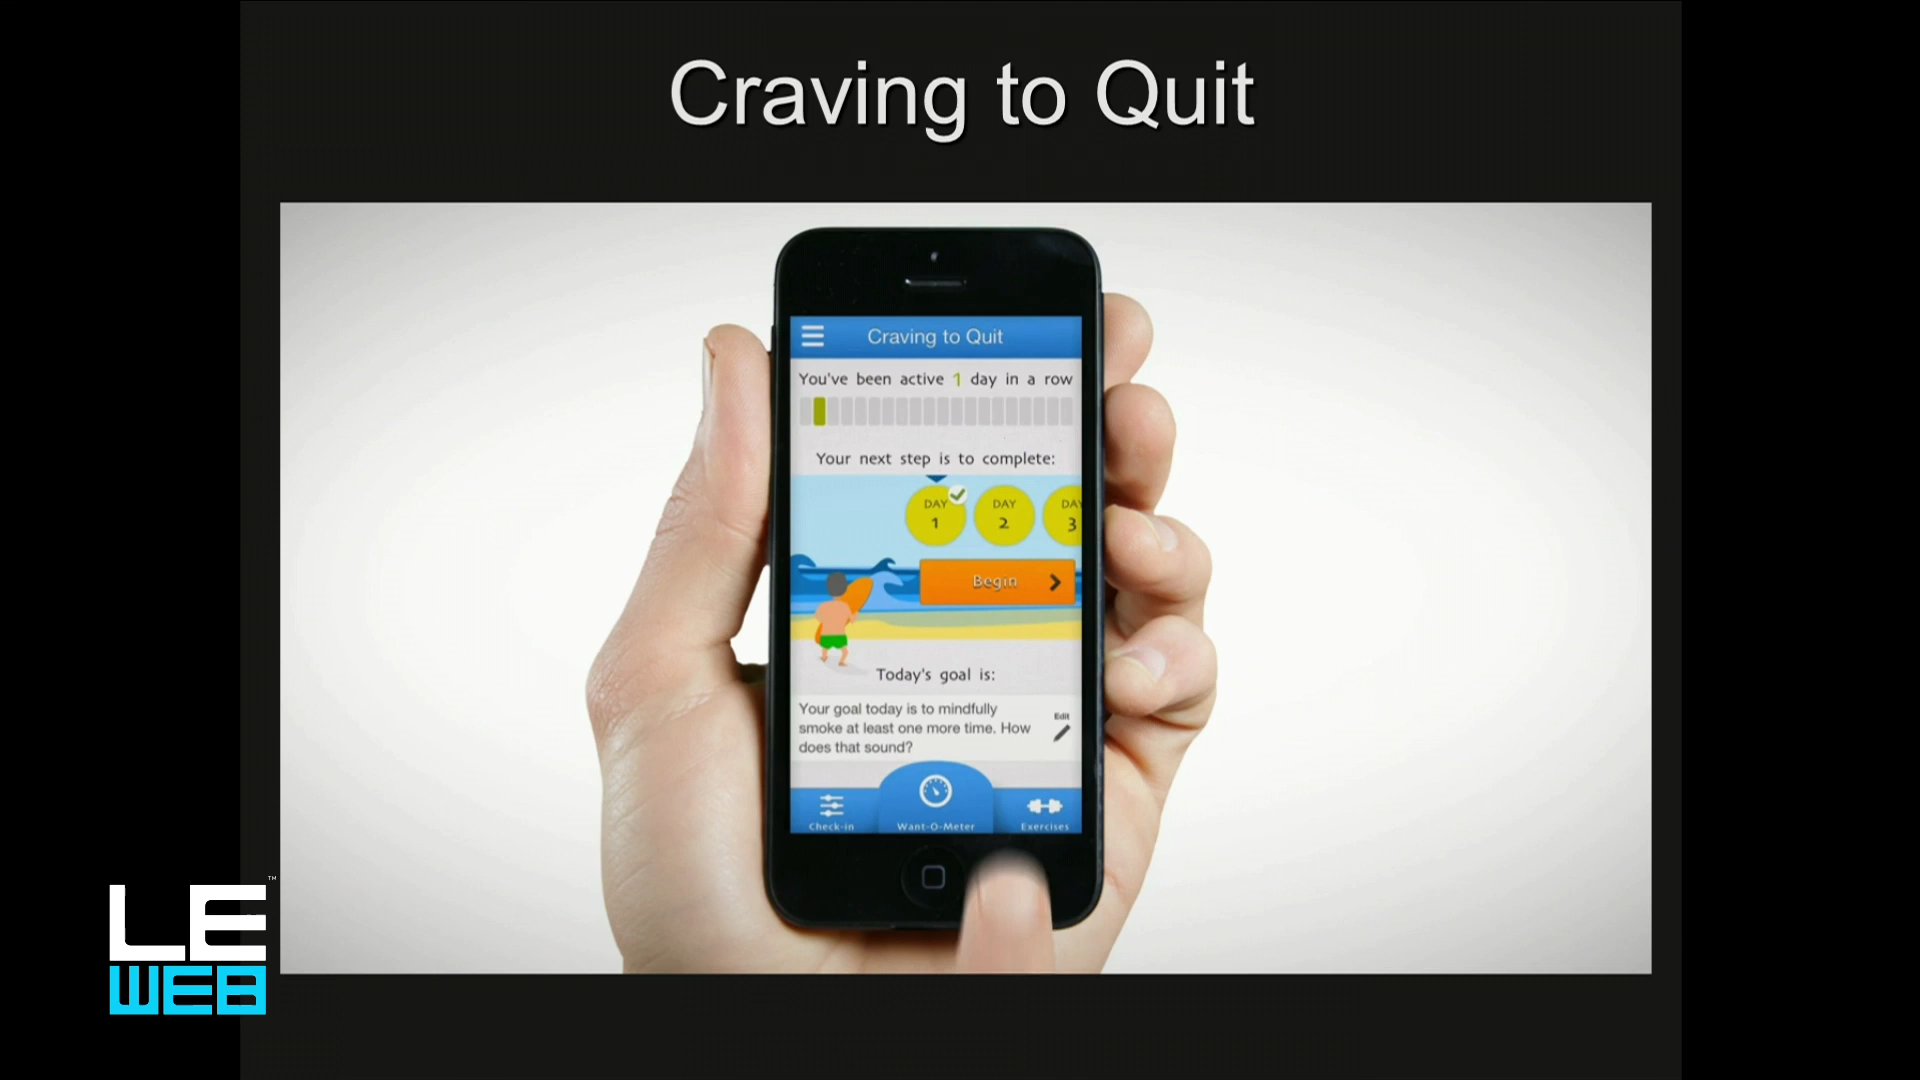 Craving to Quit
Craving to Quit
You've been active 1 day in a row
Your next step is to complete:
DAY
1
DAY
2
DAY
3
Begin
Today's goal is:
Your goal today is to mindfully
smoke at least one more time. How
does that sound?
Edit
Check-in
Want-O-Meter
Exercises
LE
WEB
TM